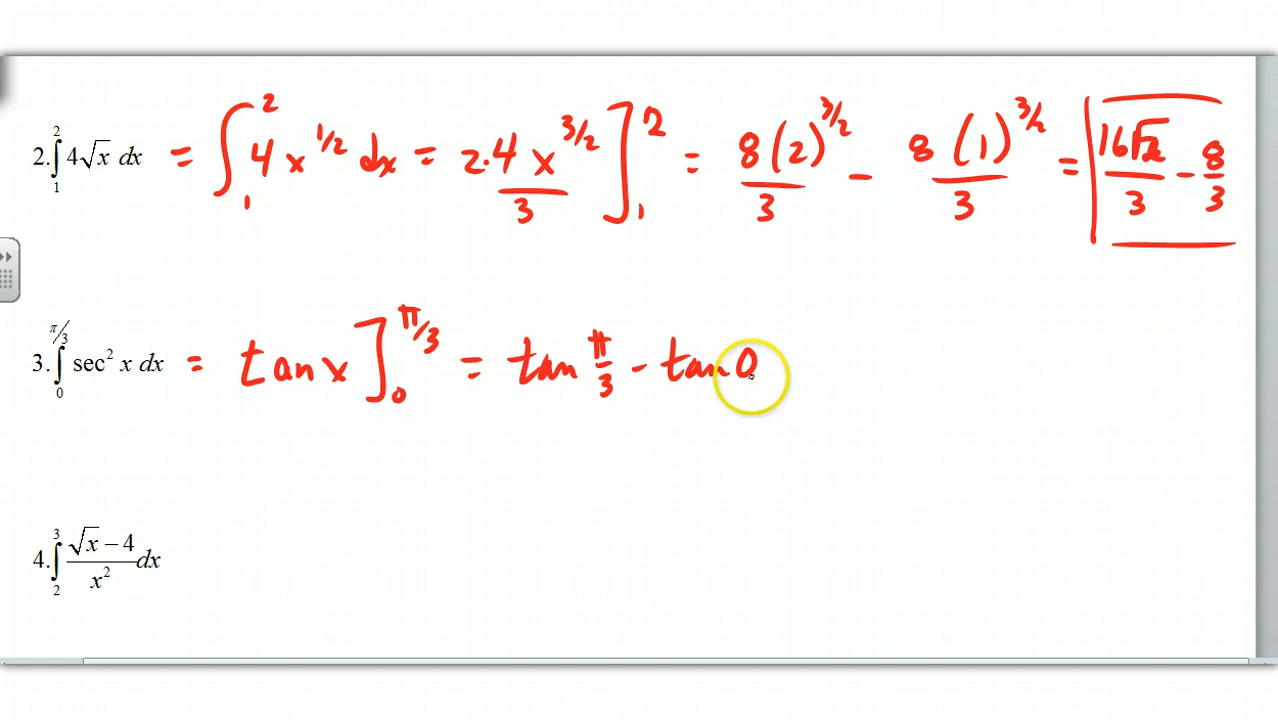 2. ∫₁² 4√x dx = ∫₁² 4x^(1/2) dx = (2·4x^(3/2))/3 ]₁² = 8(2)^(3/2)/3 − 8(1)^(3/2)/3 = 16√2/3 − 8/3
3. ∫₀^(π/3) sec² x dx = tan x ]₀^(π/3) = tan π/3 − tan 0
4. ∫₂³ (√x − 4)/x² dx